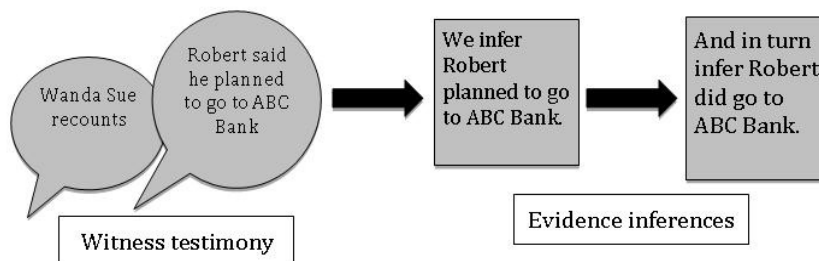 Wanda Sue
recounts
Robert said
he planned
to go to ABC
Bank
We infer
Robert
planned to go
to ABC Bank.
And in turn
infer Robert
did go to
ABC Bank.
Witness testimony
Evidence inferences